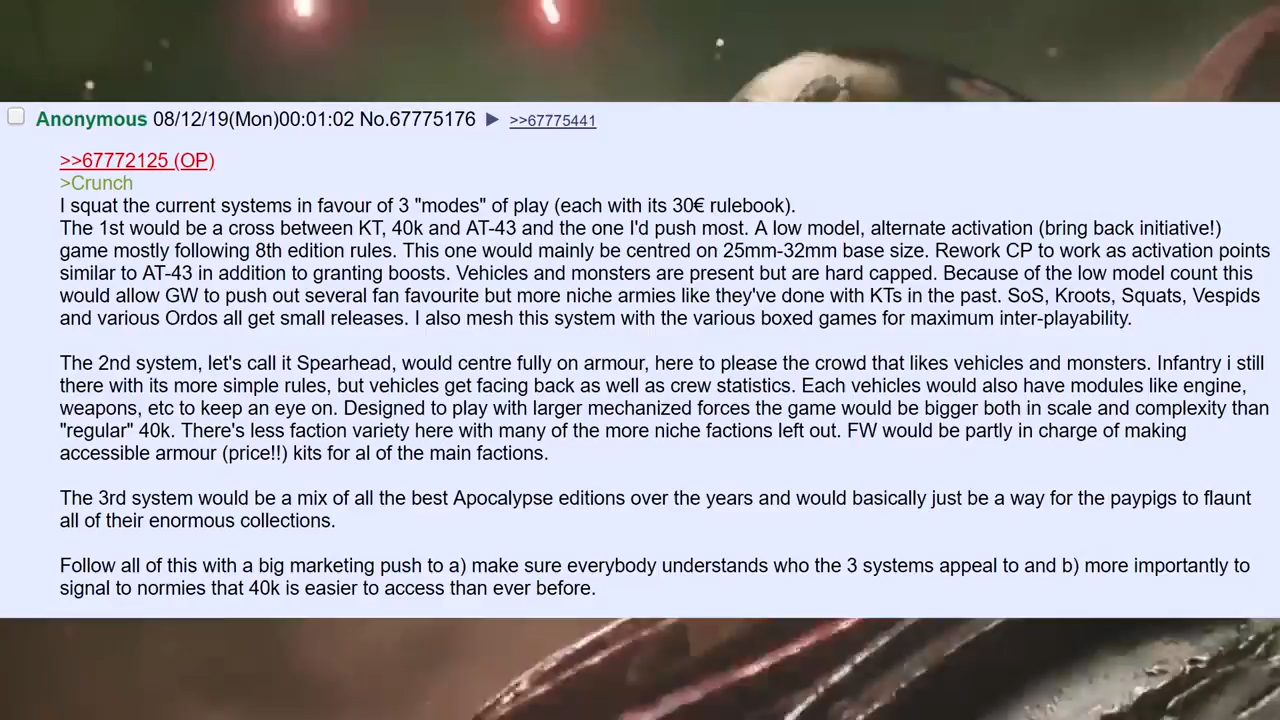 Anonymous 08/12/19(Mon)00:01:02 No.67775176 ▶ >>67775441
>>67772125 (OP)
>Crunch
I squat the current systems in favour of 3 "modes" of play (each with its 30€ rulebook).
The 1st would be a cross between KT, 40k and AT-43 and the one I'd push most. A low model, alternate activation (bring back initiative!)
game mostly following 8th edition rules. This one would mainly be centred on 25mm-32mm base size. Rework CP to work as activation points
similar to AT-43 in addition to granting boosts. Vehicles and monsters are present but are hard capped. Because of the low model count this
would allow GW to push out several fan favourite but more niche armies like they've done with KTs in the past. SoS, Kroots, Squats, Vespids
and various Ordos all get small releases. I also mesh this system with the various boxed games for maximum inter-playability.
The 2nd system, let's call it Spearhead, would centre fully on armour, here to please the crowd that likes vehicles and monsters. Infantry i still
there with its more simple rules, but vehicles get facing back as well as crew statistics. Each vehicles would also have modules like engine,
weapons, etc to keep an eye on. Designed to play with larger mechanized forces the game would be bigger both in scale and complexity than
"regular" 40k. There's less faction variety here with many of the more niche factions left out. FW would be partly in charge of making
accessible armour (price!!) kits for al of the main factions.
The 3rd system would be a mix of all the best Apocalypse editions over the years and would basically just be a way for the paypigs to flaunt
all of their enormous collections.
Follow all of this with a big marketing push to a) make sure everybody understands who the 3 systems appeal to and b) more importantly to
signal to normies that 40k is easier to access than ever before.